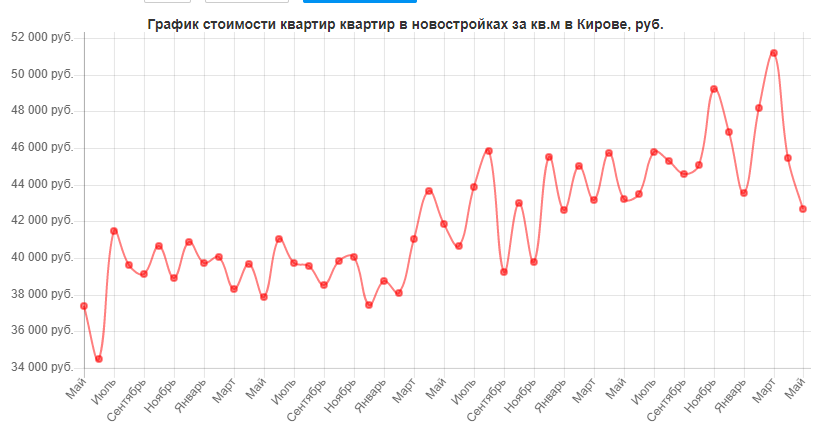 График стоимости квартир квартир в новостройках за кв.м в Кирове, руб.
52 000 руб.
50 000 руб.
48 000 руб.
46 000 руб.
44 000 руб.
42 000 руб.
40 000 руб.
38 000 руб.
36 000 руб.
34 000 руб.
Май
Июль
Сентябрь
Ноябрь
Январь
Март
Май
Июль
Сентябрь
Ноябрь
Январь
Март
Май
Июль
Сентябрь
Ноябрь
Январь
Март
Май
Июль
Сентябрь
Ноябрь
Январь
Март
Май